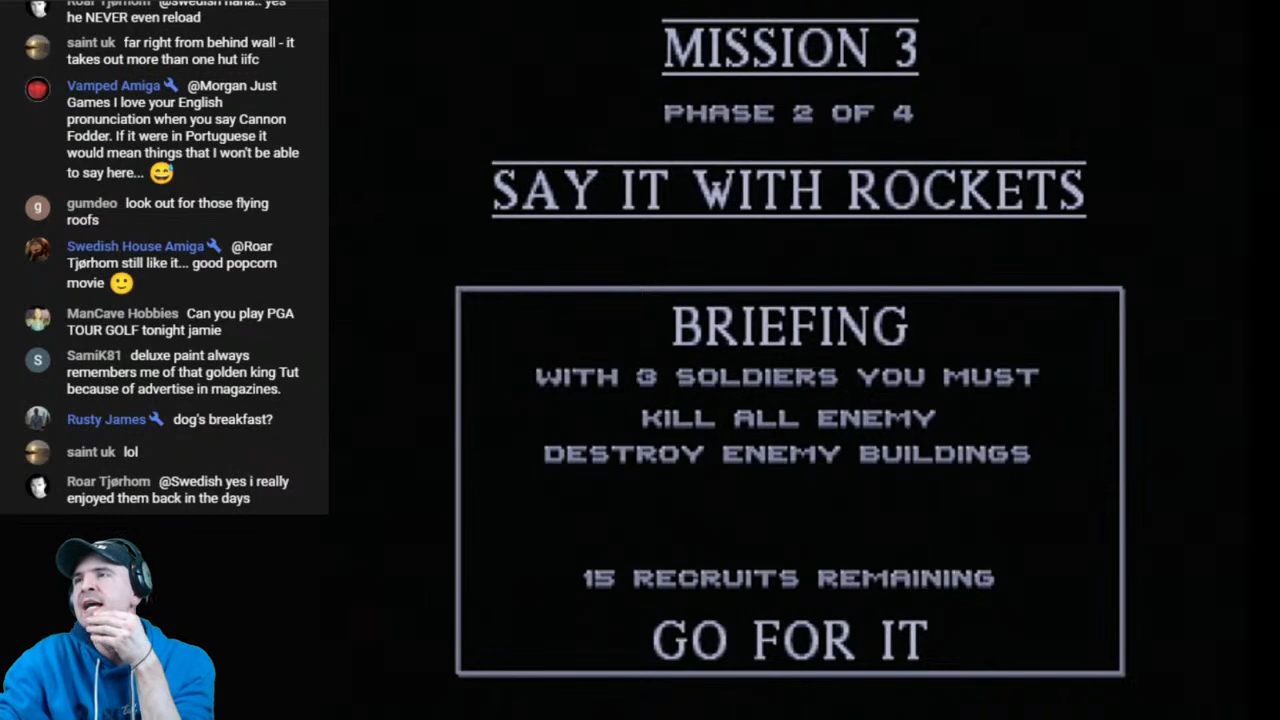 he NEVER even reload
saint uk far right from behind wall - it
takes out more than one hut iifc
Vamped Amiga @Morgan Just
Games I love your English
pronunciation when you say Cannon
Fodder. If it were in Portuguese it
would mean things that I won't be able
to say here...
gumdeo look out for those flying
roofs
Swedish House Amiga @Roar
Tjørhom still like it... good popcorn
movie
ManCave Hobbies Can you play PGA
TOUR GOLF tonight jamie
SamiK81 deluxe paint always
remembers me of that golden king Tut
because of advertise in magazines.
Rusty James dog's breakfast?
saint uk lol
Roar Tjørhom @Swedish yes i really
enjoyed them back in the days
MISSION 3
PHASE 2 OF 4
SAY IT WITH ROCKETS
BRIEFING
WITH 3 SOLDIERS YOU MUST
KILL ALL ENEMY
DESTROY ENEMY BUILDINGS
15 RECRUITS REMAINING
GO FOR IT